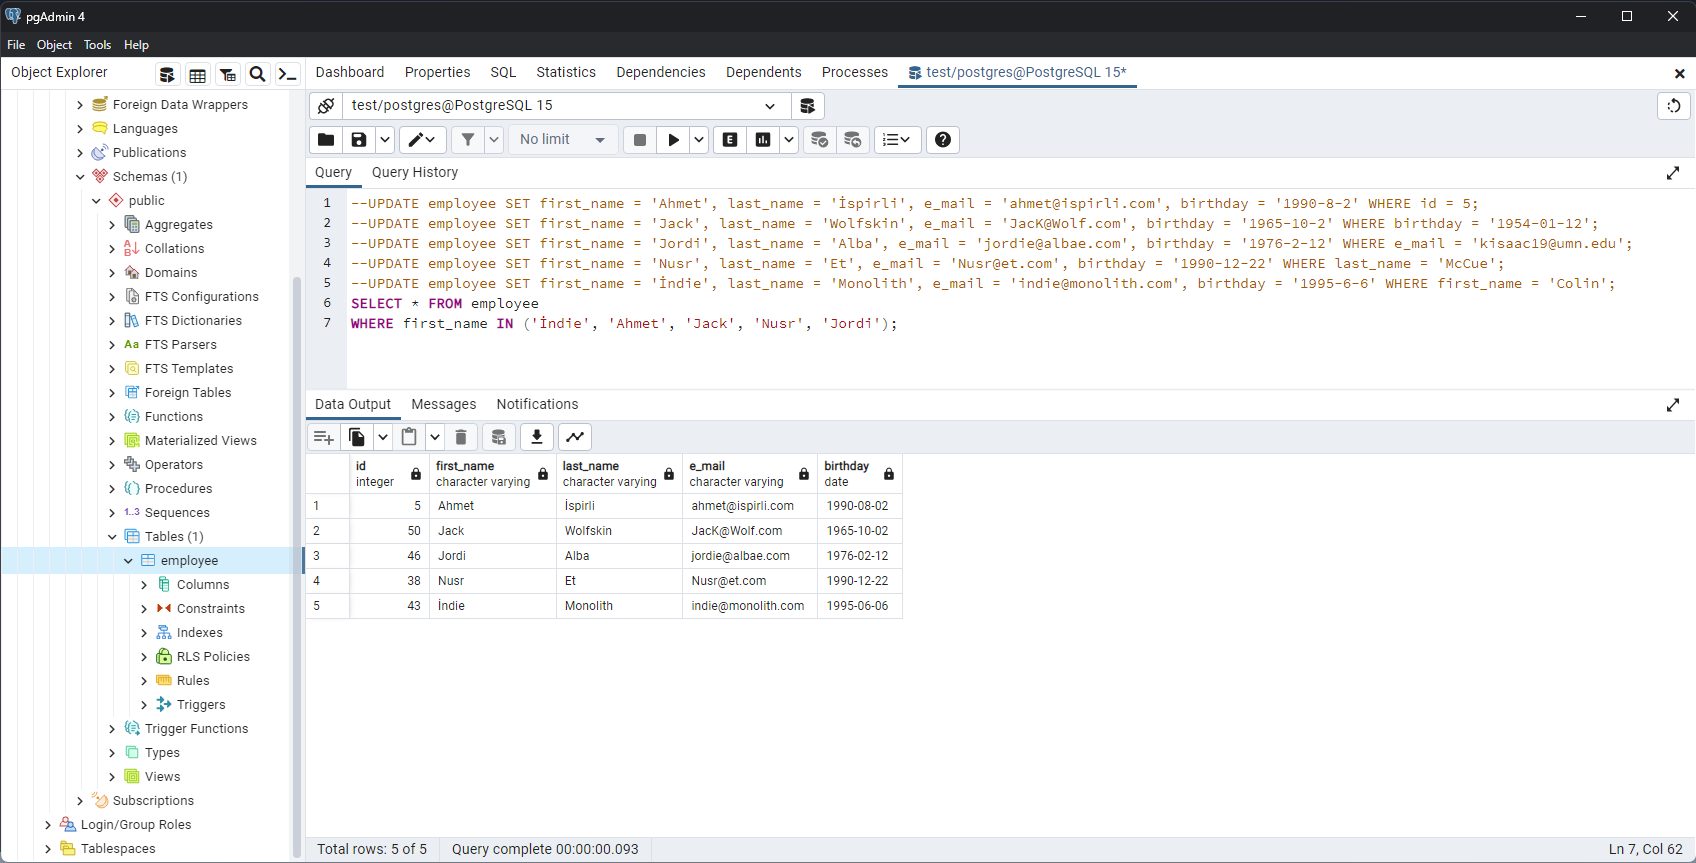 pgAdmin 4
File Object Tools Help
Object Explorer
Dashboard Properties SQL Statistics Dependencies Dependents Processes test/postgres@PostgreSQL 15*
Foreign Data Wrappers
Languages
Publications
Schemas (1)
public
Aggregates
Collations
Domains
FTS Configurations
FTS Dictionaries
Aa FTS Parsers
FTS Templates
Foreign Tables
Functions
Materialized Views
Operators
Procedures
1..3 Sequences
Tables (1)
employee
Columns
Constraints
Indexes
RLS Policies
Rules
Triggers
Trigger Functions
Types
Views
Subscriptions
Login/Group Roles
Tablespaces
test/postgres@PostgreSQL 15
No limit
E
Query Query History
1 --UPDATE employee SET first_name = 'Ahmet', last_name = 'İspirli', e_mail = 'ahmet@ispirli.com', birthday = '1990-8-2' WHERE id = 5;
2 --UPDATE employee SET first_name = 'Jack', last_name = 'Wolfskin', e_mail = 'JacK@Wolf.com', birthday = '1965-10-2' WHERE birthday = '1954-01-12';
3 --UPDATE employee SET first_name = 'Jordi', last_name = 'Alba', e_mail = 'jordie@albae.com', birthday = '1976-2-12' WHERE e_mail = 'kisaac19@umn.edu';
4 --UPDATE employee SET first_name = 'Nusr', last_name = 'Et', e_mail = 'Nusr@et.com', birthday = '1990-12-22' WHERE last_name = 'McCue';
5 --UPDATE employee SET first_name = 'İndie', last_name = 'Monolith', e_mail = 'indie@monolith.com', birthday = '1995-6-6' WHERE first_name = 'Colin';
6 SELECT * FROM employee
7 WHERE first_name IN ('İndie', 'Ahmet', 'Jack', 'Nusr', 'Jordi');
Data Output Messages Notifications
id first_name last_name e_mail birthday
integer character varying character varying character varying date
1 5 Ahmet İspirli ahmet@ispirli.com 1990-08-02
2 50 Jack Wolfskin JacK@Wolf.com 1965-10-02
3 46 Jordi Alba jordie@albae.com 1976-02-12
4 38 Nusr Et Nusr@et.com 1990-12-22
5 43 İndie Monolith indie@monolith.com 1995-06-06
Total rows: 5 of 5 Query complete 00:00:00.093 Ln 7, Col 62